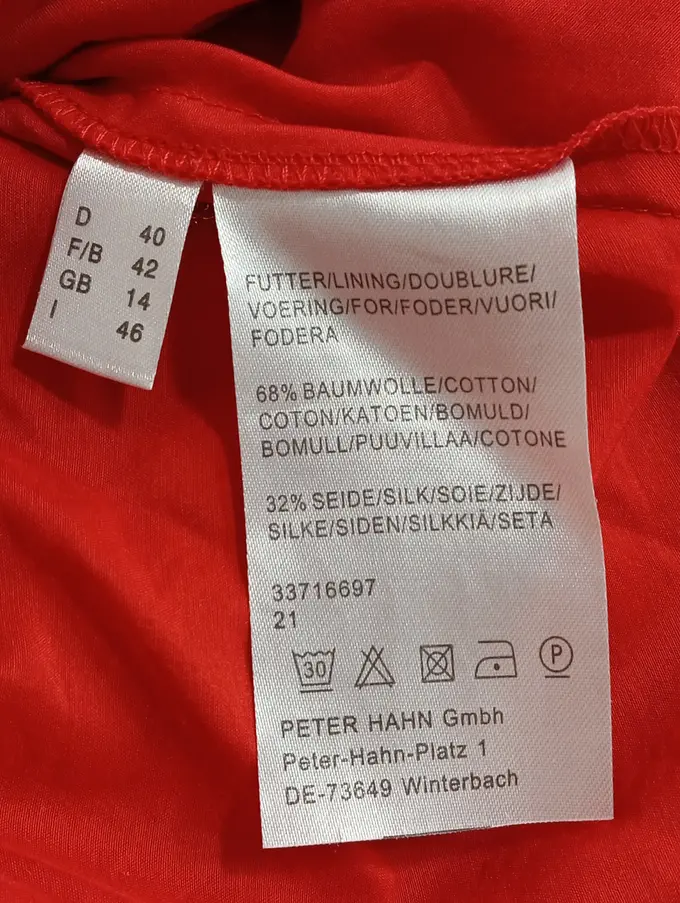 D 40
F/B 42
GB 14
I 46
FUTTER/LINING/DOUBLURE/
VOERING/FOR/FODER/VUORI/
FODERA
68% BAUMWOLLE/COTTON/
COTON/KATOEN/BOMULD/
BOMULL/PUUVILLAA/COTONE
32% SEIDE/SILK/SOIE/ZIJDE/
SILKE/SIDEN/SILKKIÄ/SETA
33716697
21
30 P
PETER HAHN Gmbh
Peter-Hahn-Platz 1
DE-73649 Winterbach